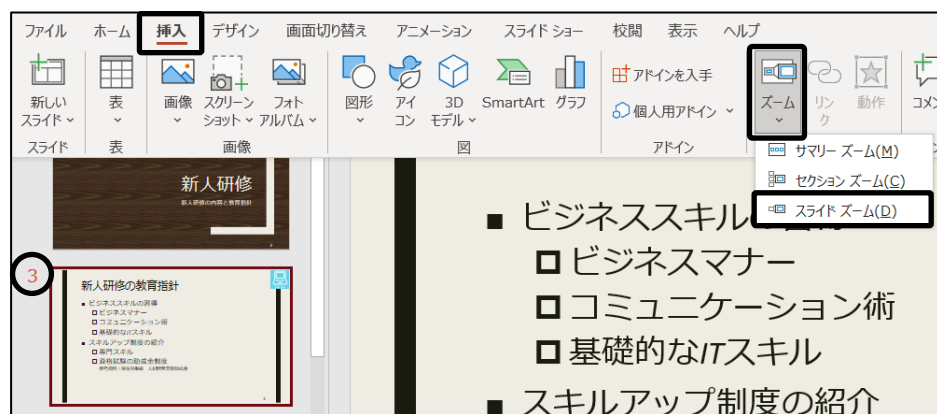 ファイル ホーム 挿入 デザイン 画面切り替え アニメーション スライド ショー 校閲 表示 ヘルプ
新しい
スライド
表
画像
スクリーン
ショット
フォト
アルバム
図形
アイ
コン
3D
モデル
SmartArt
グラフ
アドインを入手
個人用アドイン
ズーム
リン
ク
動作
スライド 表 画像 図 アドイン
サマリー ズーム(M)
セクション ズーム(C)
スライド ズーム(D)
新人研修
新人研修の内容と教育指針
2
3
新人研修の教育指針
■ ビジネススキルの習得
ビジネスマナー
コミュニケーション術
基礎的なITスキル
■ スキルアップ制度の紹介
専門スキル
資格試験の助成金制度
3
■ ビジネススキル
ビジネスマナー
コミュニケーション術
基礎的なITスキル
■ スキルアップ制度の紹介